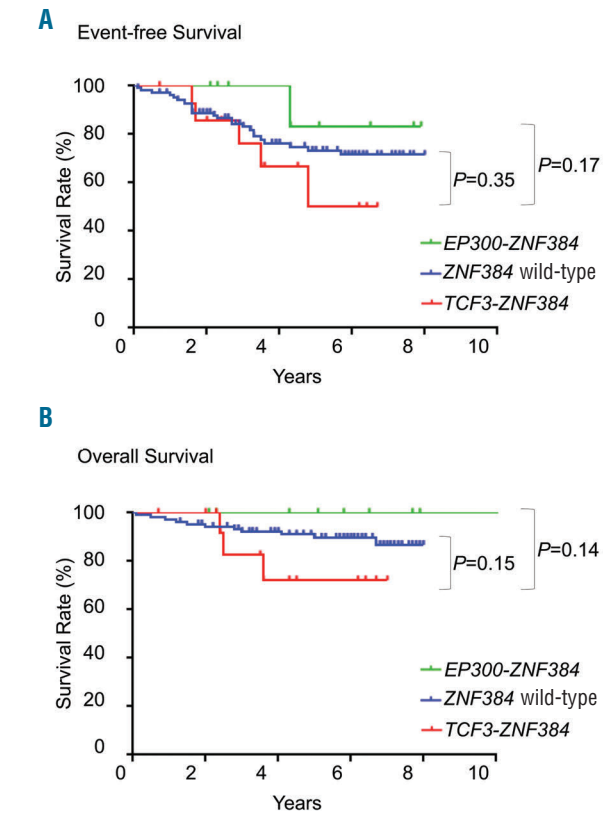 A
Event-free Survival
100
80
60
40
20
0
Survival Rate (%)
P=0.35
P=0.17
EP300-ZNF384
ZNF384 wild-type
TCF3-ZNF384
0 2 4 6 8 10
Years
B
Overall Survival
100
80
60
40
20
0
Survival Rate (%)
P=0.15
P=0.14
EP300-ZNF384
ZNF384 wild-type
TCF3-ZNF384
0 2 4 6 8 10
Years